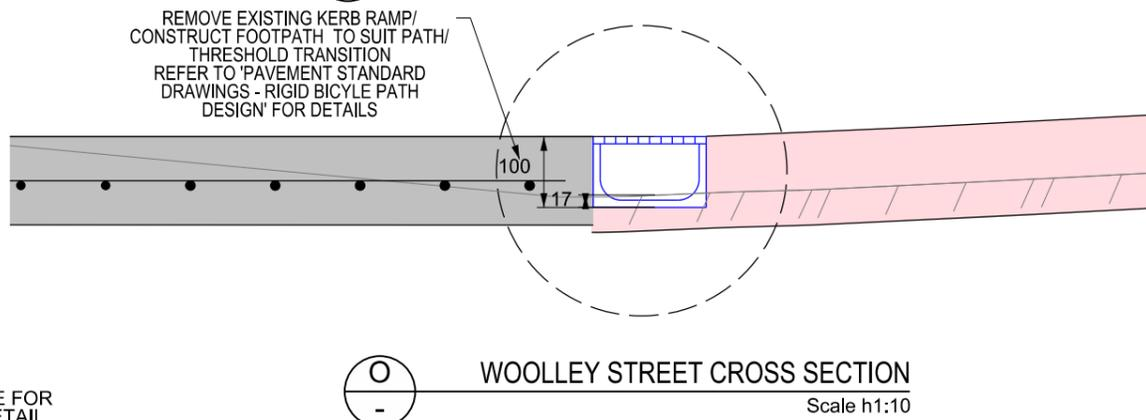 REMOVE EXISTING KERB RAMP/
CONSTRUCT FOOTPATH TO SUIT PATH/
THRESHOLD TRANSITION
REFER TO 'PAVEMENT STANDARD
DRAWINGS - RIGID BICYLE PATH
DESIGN' FOR DETAILS
100
17
O
-
WOOLLEY STREET CROSS SECTION
Scale h1:10
E FOR
ETAIL